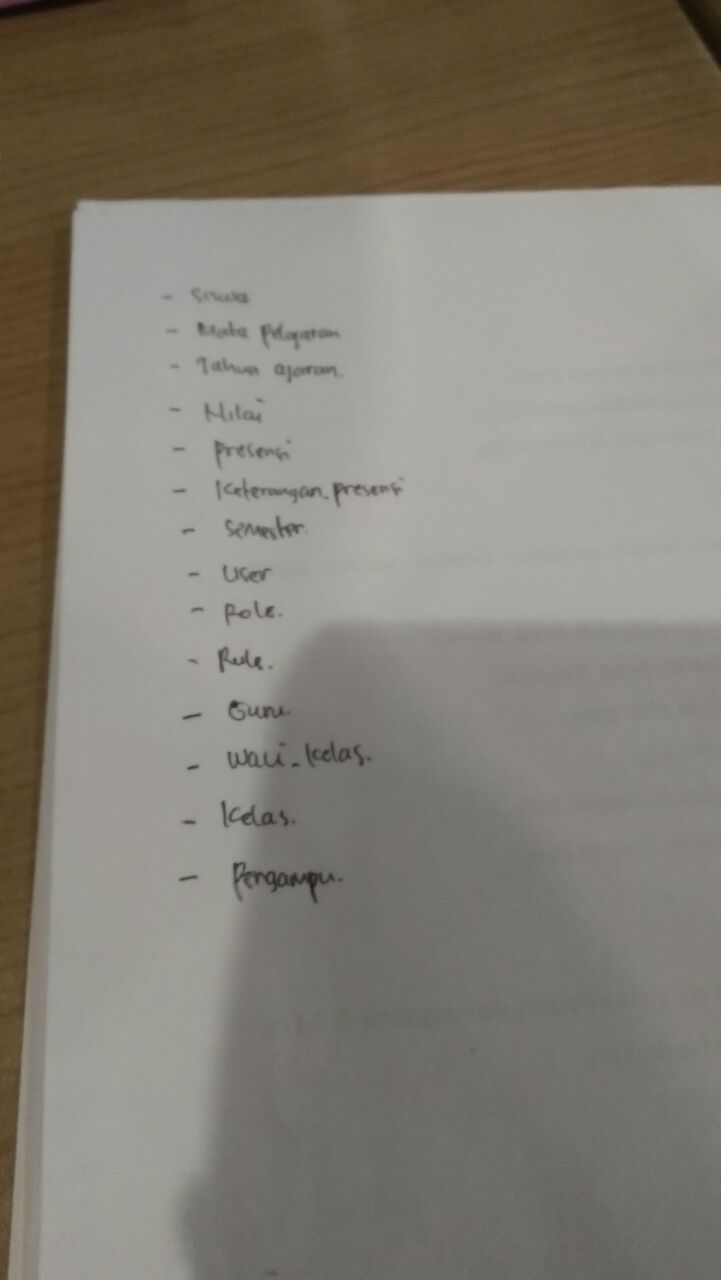 - Siswa
- Mata Pelajaran
- Tahun ajaran.
- Nilai
- presensi
- Keterangan_presensi
- Semester.
- User
- Role.
- Rule.
- Guru.
- Wali_kelas.
- Kelas.
- Pengampu.